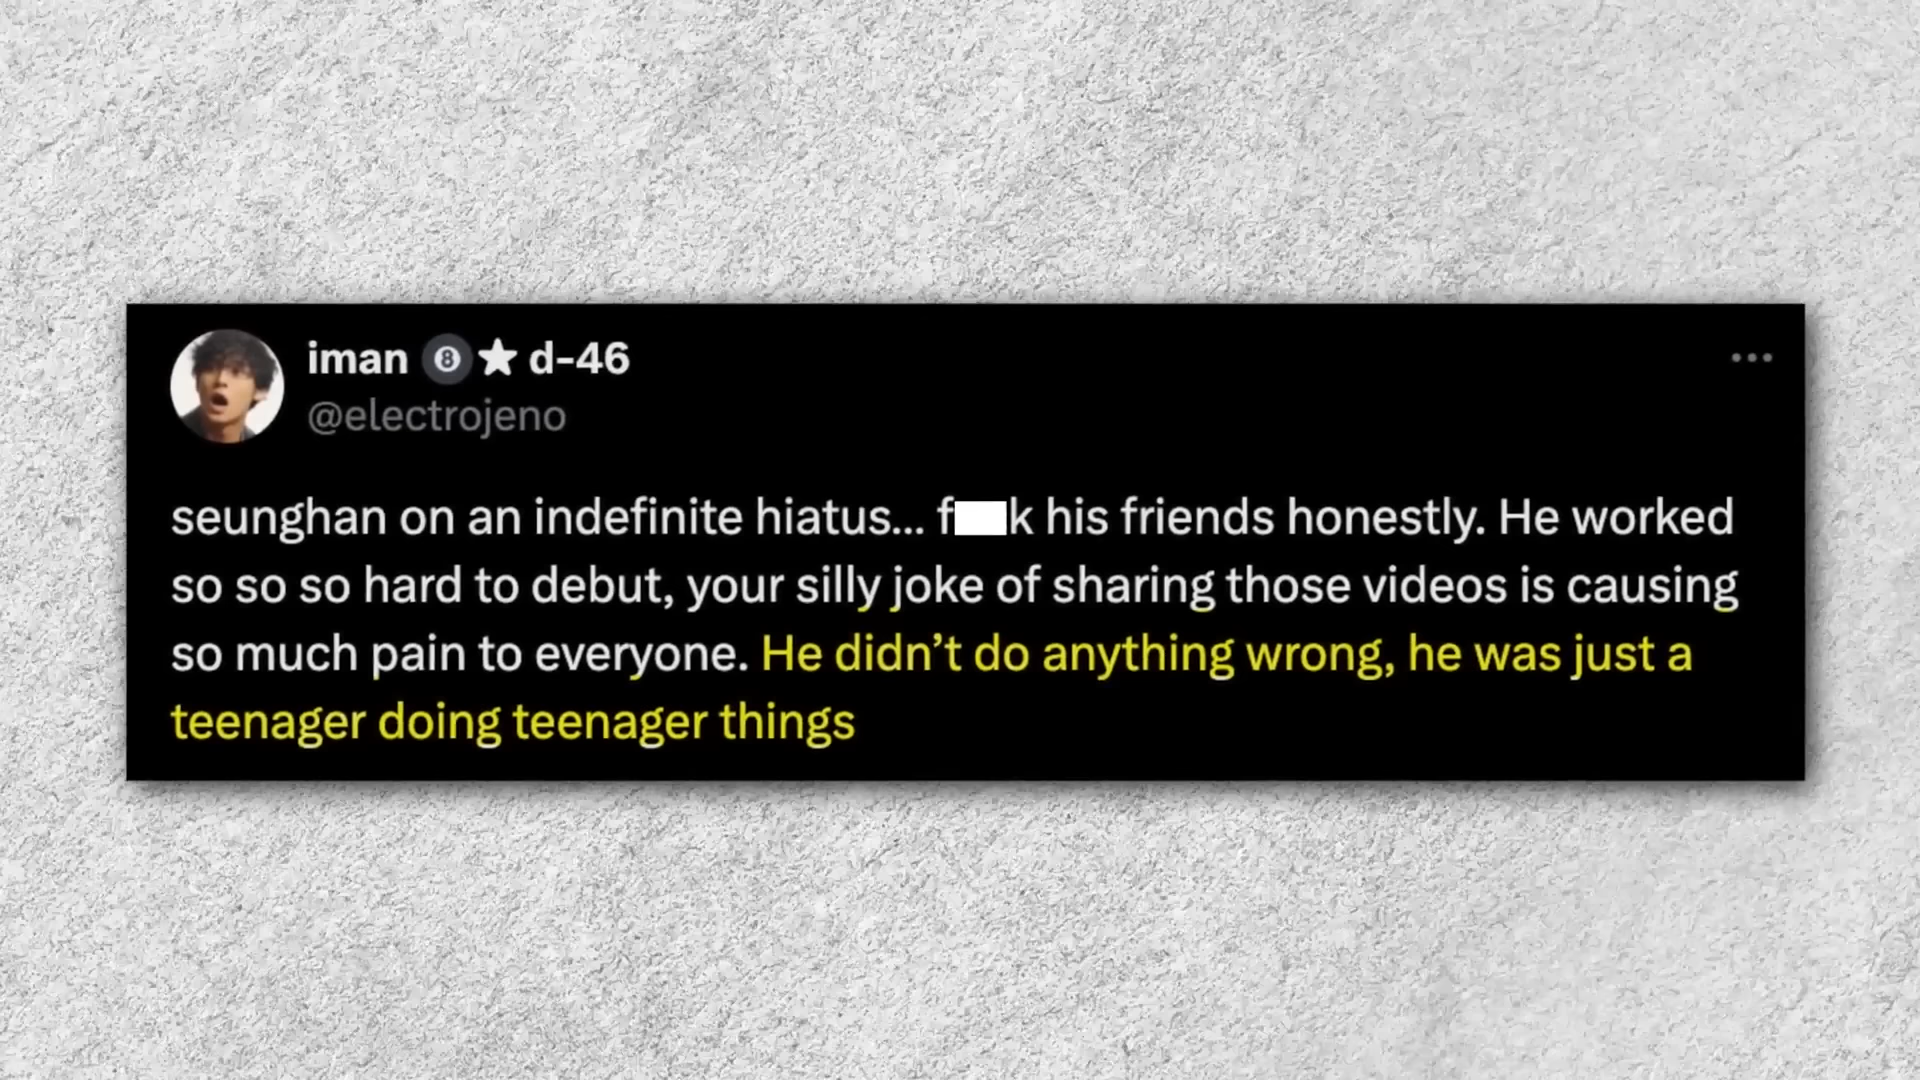 iman 🎱★ d-46
@electrojeno
seunghan on an indefinite hiatus... f k his friends honestly. He worked
so so so hard to debut, your silly joke of sharing those videos is causing
so much pain to everyone. He didn’t do anything wrong, he was just a
teenager doing teenager things